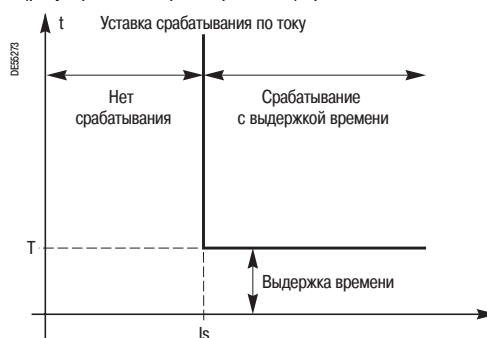 t
Уставка срабатывания по току
DE55273
Нет
срабатывания
Срабатывание
с выдержкой времени
T
Выдержка времени
Is